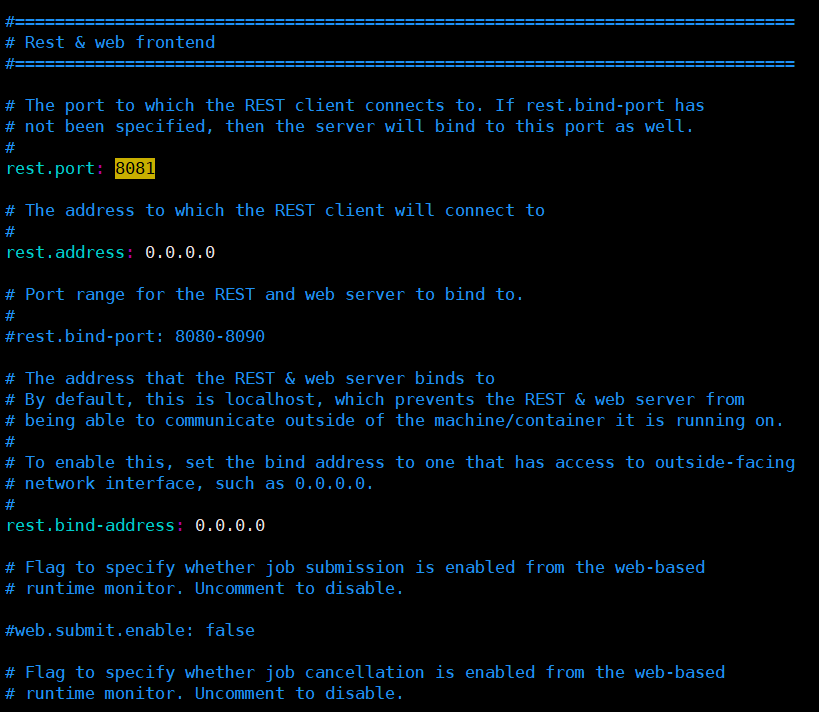 #==============================================================================
# Rest & web frontend
#==============================================================================
# The port to which the REST client connects to. If rest.bind-port has
# not been specified, then the server will bind to this port as well.
#
rest.port: 8081
# The address to which the REST client will connect to
#
rest.address: 0.0.0.0
# Port range for the REST and web server to bind to.
#
#rest.bind-port: 8080-8090
# The address that the REST & web server binds to
# By default, this is localhost, which prevents the REST & web server from
# being able to communicate outside of the machine/container it is running on.
#
# To enable this, set the bind address to one that has access to outside-facing
# network interface, such as 0.0.0.0.
#
rest.bind-address: 0.0.0.0
# Flag to specify whether job submission is enabled from the web-based
# runtime monitor. Uncomment to disable.
#web.submit.enable: false
# Flag to specify whether job cancellation is enabled from the web-based
# runtime monitor. Uncomment to disable.